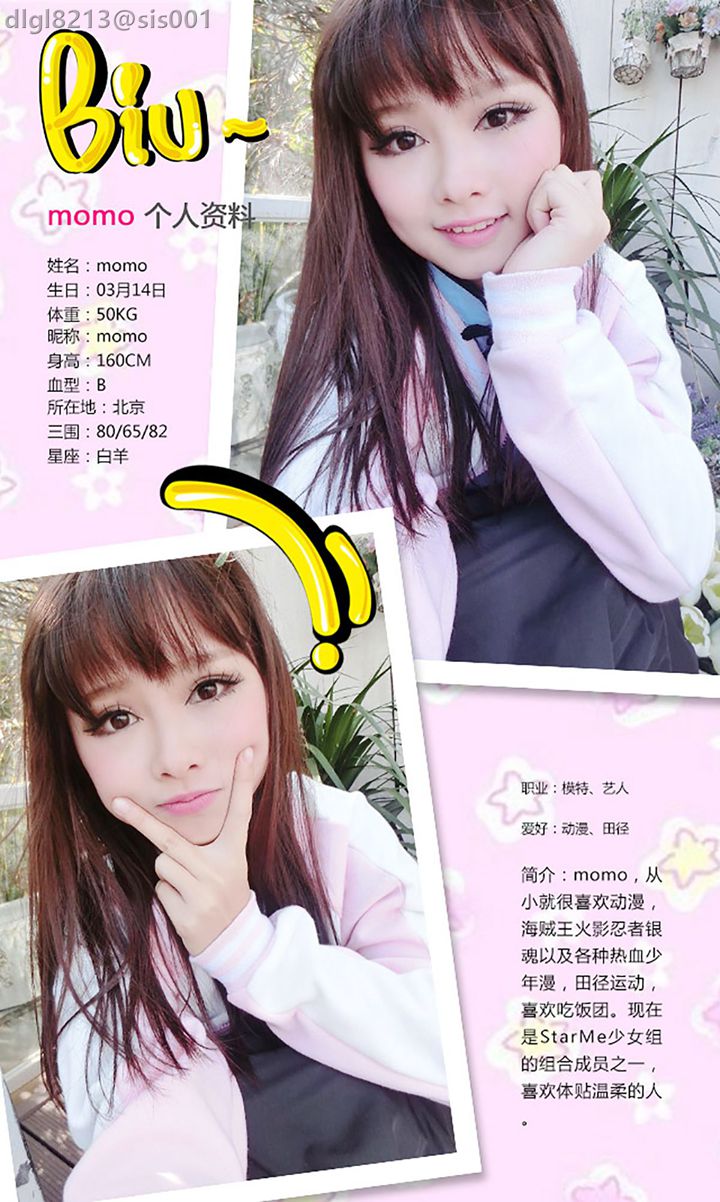 dlgl8213@sis001
Biu~
momo 个人资料
姓名：momo
生日：03月14日
体重：50KG
昵称：momo
身高：160CM
血型：B
所在地：北京
三围：80/65/82
星座：白羊
职业：模特、艺人
爱好：动漫、田径
简介：momo，从
小就很喜欢动漫，
海贼王火影忍者银
魂以及各种热血少
年漫，田径运动，
喜欢吃饭团。现在
是StarMe少女组
的组合成员之一，
喜欢体贴温柔的人
。